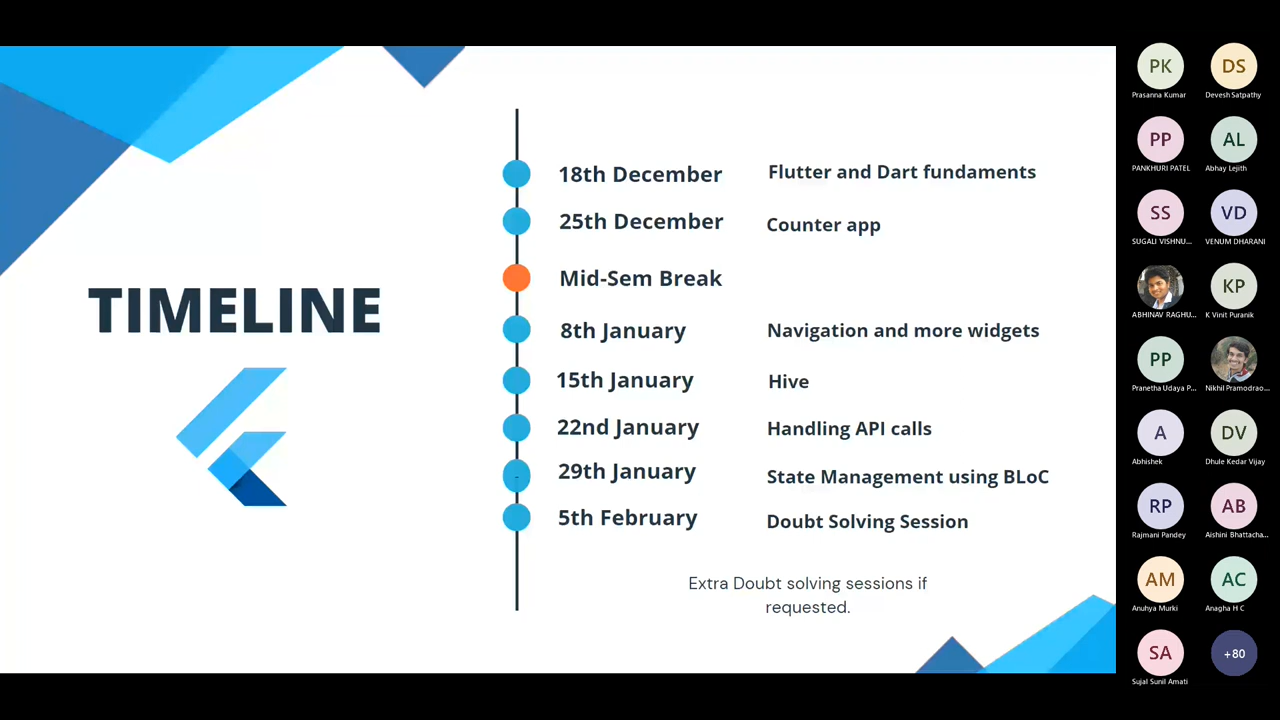 TIMELINE
18th December Flutter and Dart fundaments
25th December Counter app
Mid-Sem Break
8th January Navigation and more widgets
15th January Hive
22nd January Handling API calls
29th January State Management using BLoC
5th February Doubt Solving Session
Extra Doubt solving sessions if
requested.
PK DS
Prasanna Kumar Devesh Satpathy
PP AL
PANKHURI PATEL Abhay Lejith
SS VD
SUGALI VISHNU... VENUM DHARANI
KP
ABHINAV RAGHU... K Vinit Puranik
PP
Pranetha Udaya P... Nikhil Pramodrao...
A DV
Abhishek Dhule Kedar Vijay
RP AB
Rajmani Pandey Aishini Bhattacha...
AM AC
Anuhya Murki Anagha H C
SA +80
Sujal Sunil Amati